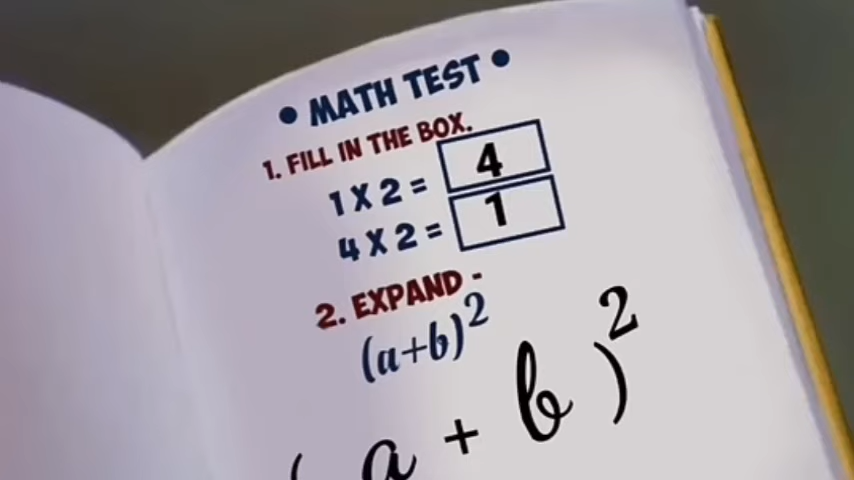 • MATH TEST •
1. FILL IN THE BOX.
1 X 2 = 4
4 X 2 = 1
2. EXPAND -
(a+b)²
( a + b )²